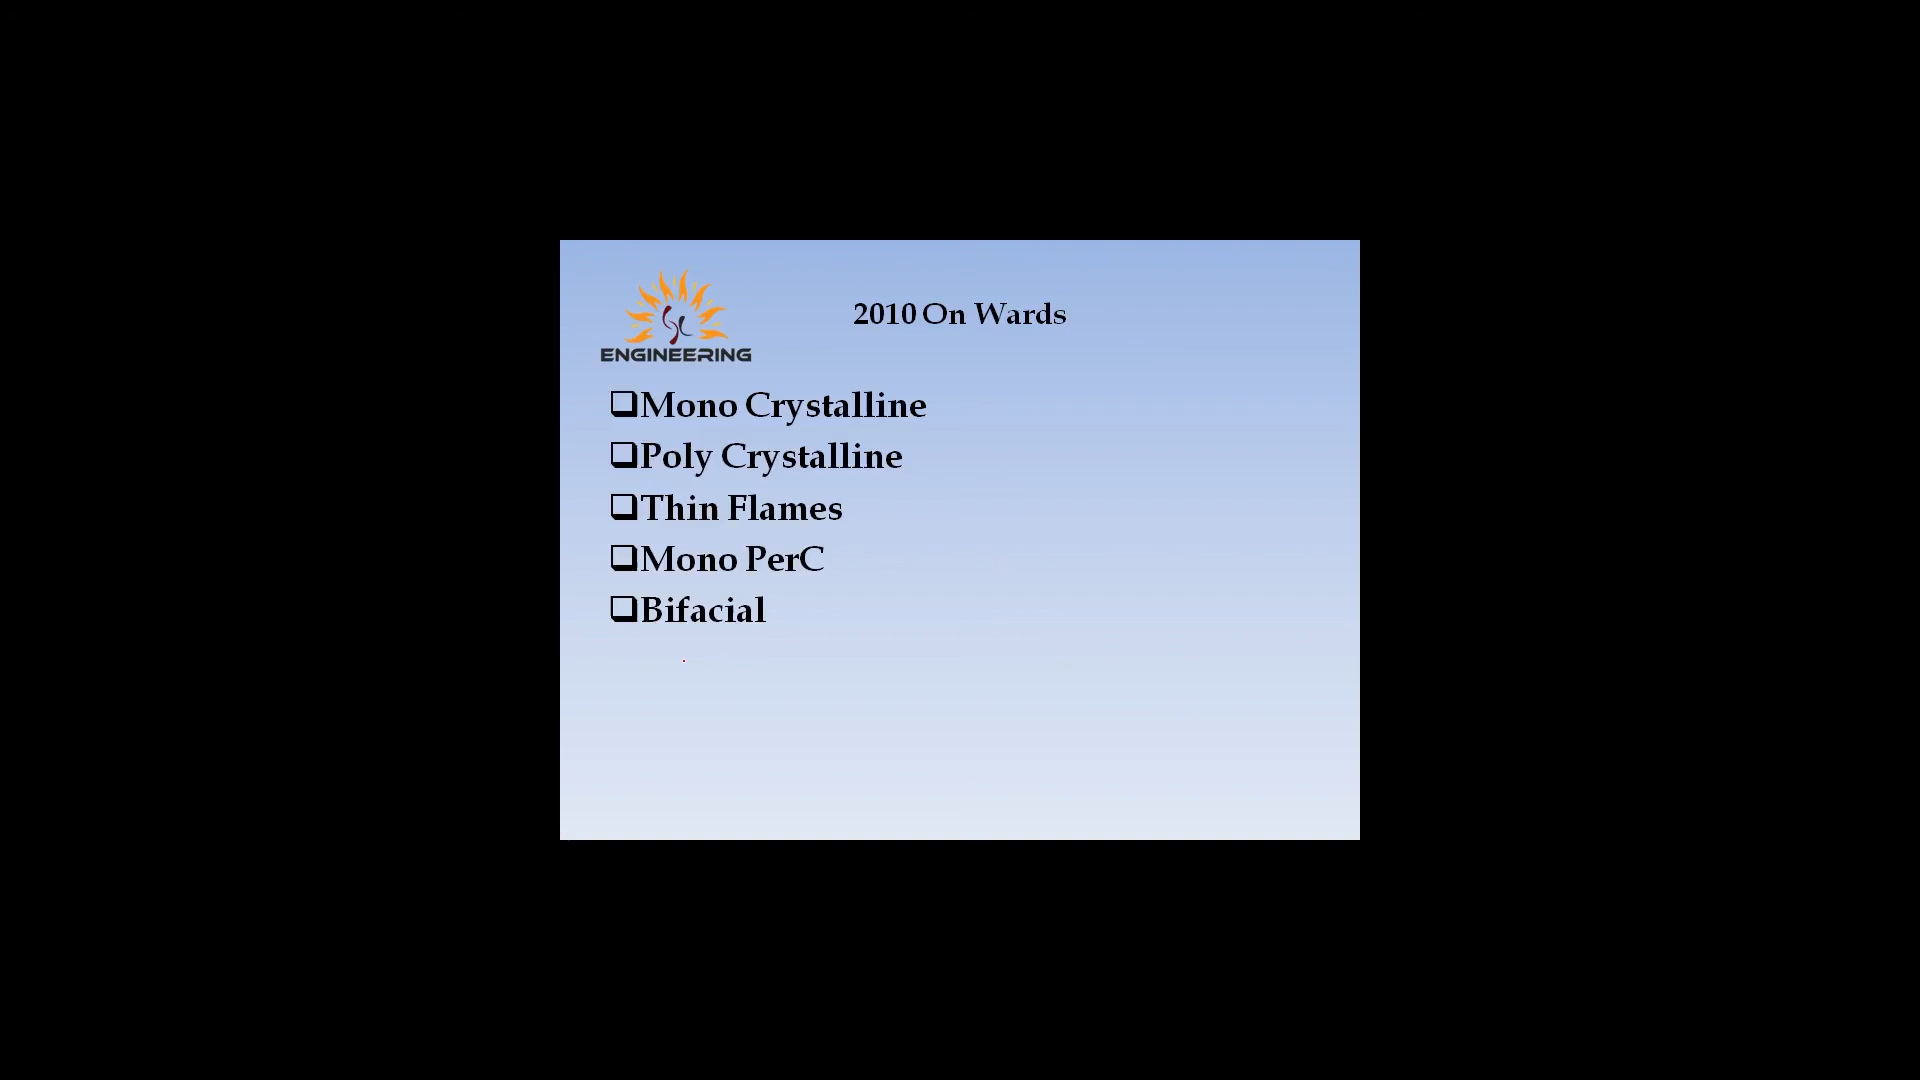 ENGINEERING
2010 On Wards
Mono Crystalline
Poly Crystalline
Thin Flames
Mono PerC
Bifacial